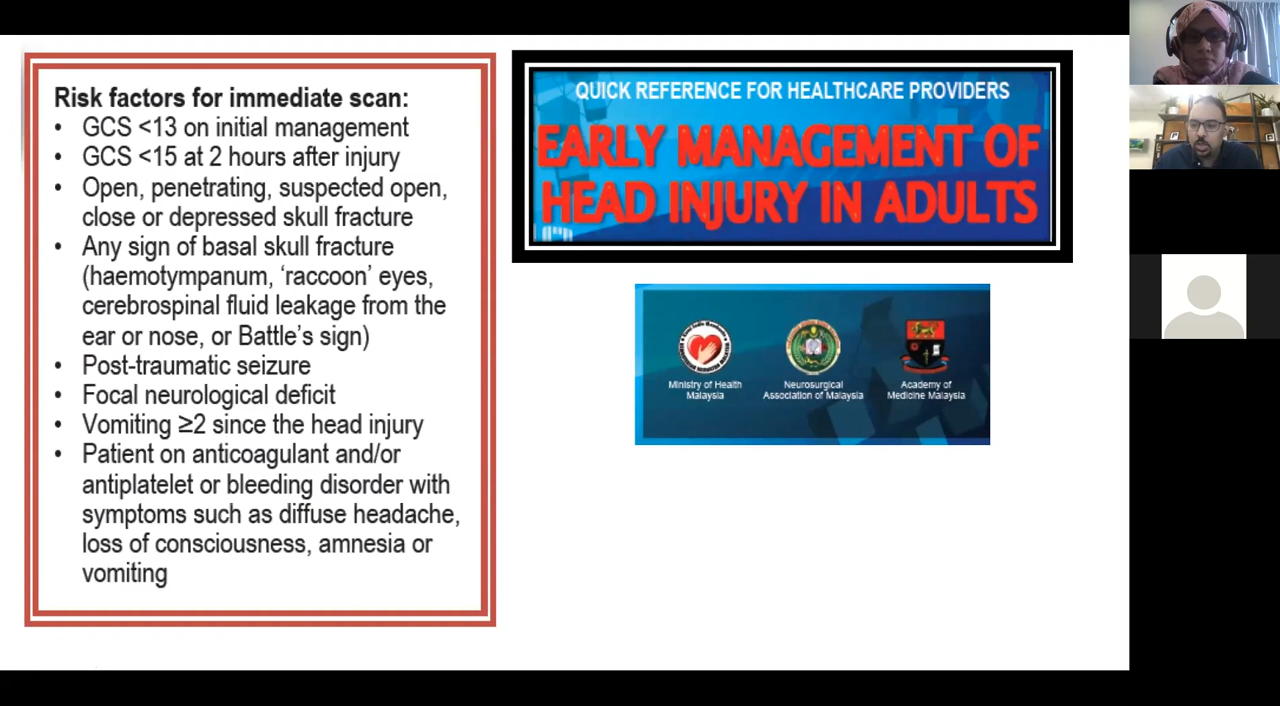 Risk factors for immediate scan:
• GCS <13 on initial management
• GCS <15 at 2 hours after injury
• Open, penetrating, suspected open,
close or depressed skull fracture
• Any sign of basal skull fracture
(haemotympanum, ‘raccoon’ eyes,
cerebrospinal fluid leakage from the
ear or nose, or Battle’s sign)
• Post-traumatic seizure
• Focal neurological deficit
• Vomiting ≥2 since the head injury
• Patient on anticoagulant and/or
antiplatelet or bleeding disorder with
symptoms such as diffuse headache,
loss of consciousness, amnesia or
vomiting
QUICK REFERENCE FOR HEALTHCARE PROVIDERS
EARLY MANAGEMENT OF
HEAD INJURY IN ADULTS
Ministry of Health
Malaysia
Neurosurgical
Association of Malaysia
Academy of
Medicine Malaysia